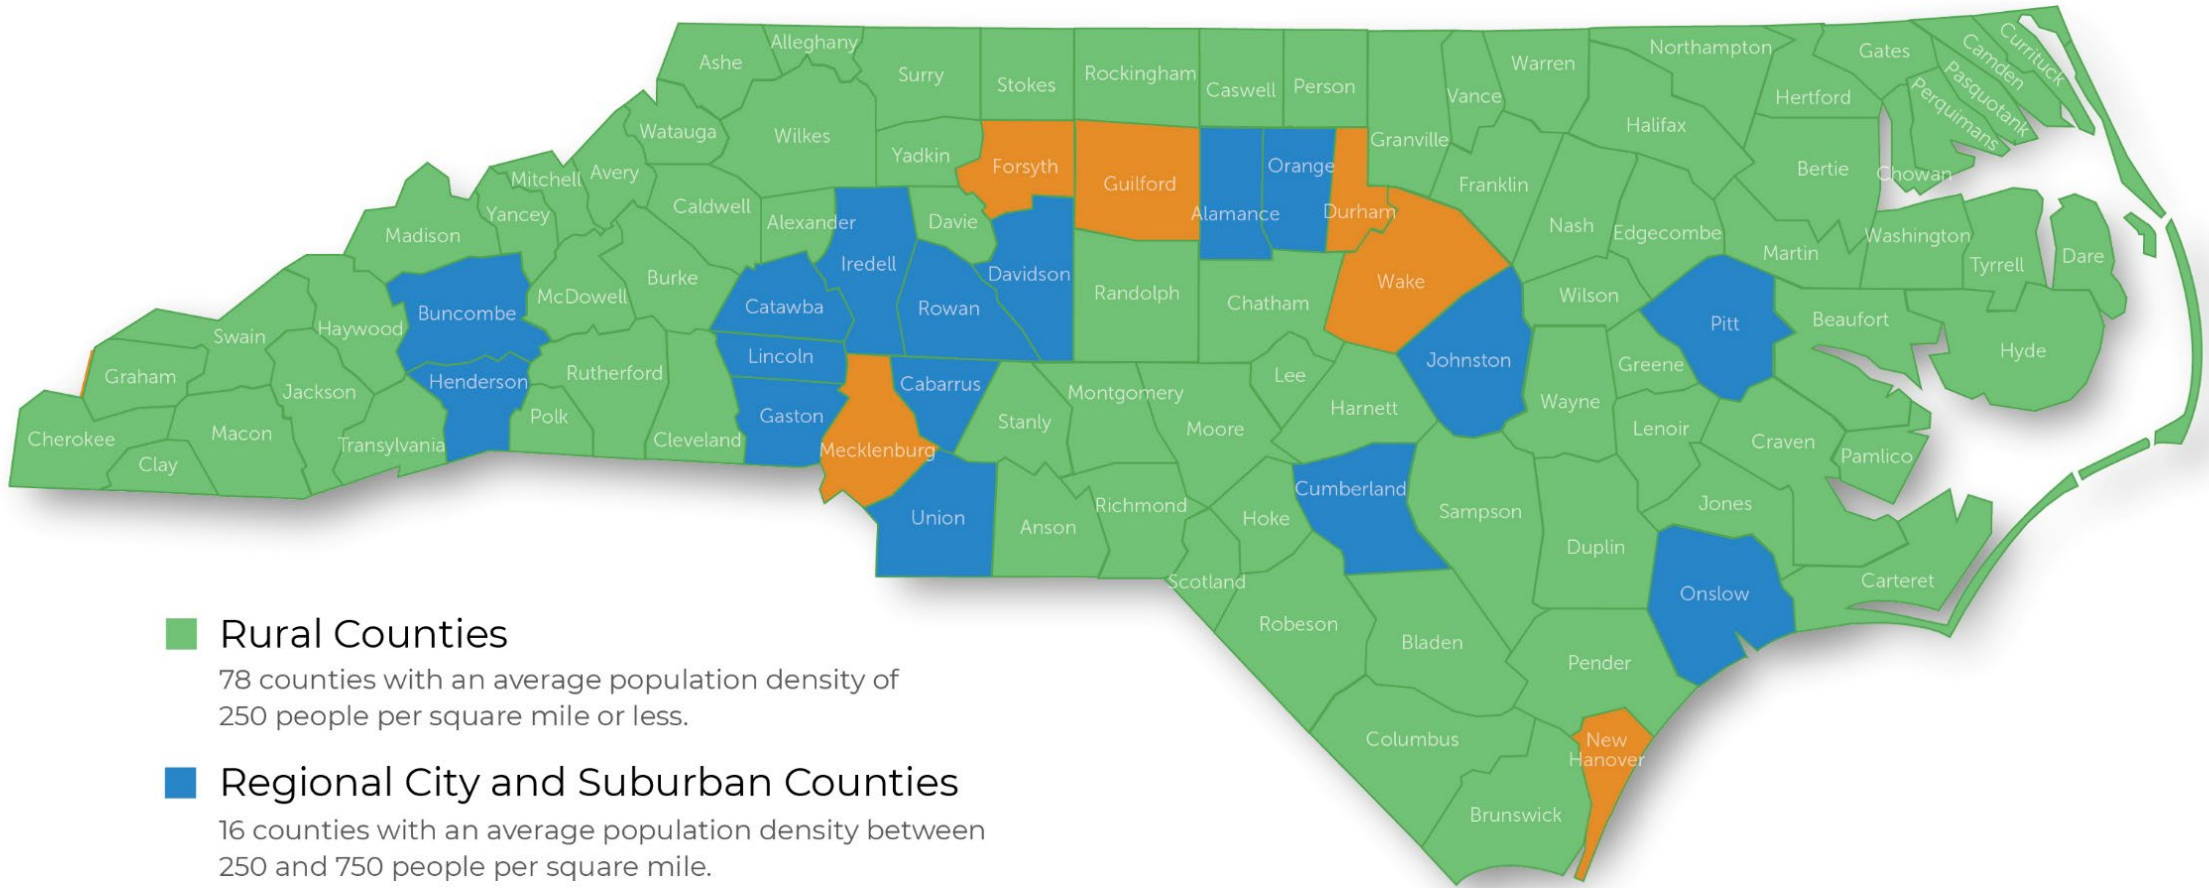 Ashe
Alleghany
Surry
Stokes
Rockingham
Caswell
Person
Granville
Vance
Warren
Northampton
Gates
Camden
Currituck
Pasquotank
Perquimans
Hertford
Halifax
Watauga
Wilkes
Yadkin
Forsyth
Guilford
Alamance
Orange
Durham
Franklin
Bertie
Chowan
Mitchell
Avery
Yancey
Caldwell
Alexander
Davie
Madison
Iredell
Davidson
Nash
Edgecombe
Martin
Washington
Tyrrell
Dare
Buncombe
McDowell
Burke
Catawba
Rowan
Randolph
Chatham
Wake
Wilson
Pitt
Beaufort
Hyde
Swain
Haywood
Graham
Jackson
Henderson
Rutherford
Lincoln
Cabarrus
Montgomery
Lee
Johnston
Greene
Cherokee
Clay
Macon
Transylvania
Polk
Cleveland
Gaston
Mecklenburg
Stanly
Moore
Harnett
Wayne
Lenoir
Craven
Pamlico
Union
Anson
Richmond
Hoke
Cumberland
Sampson
Duplin
Jones
Scotland
Robeson
Bladen
Onslow
Carteret
Pender
Columbus
New
Hanover
Brunswick
Rural Counties
78 counties with an average population density of
250 people per square mile or less.
Regional City and Suburban Counties
16 counties with an average population density between
250 and 750 people per square mile.